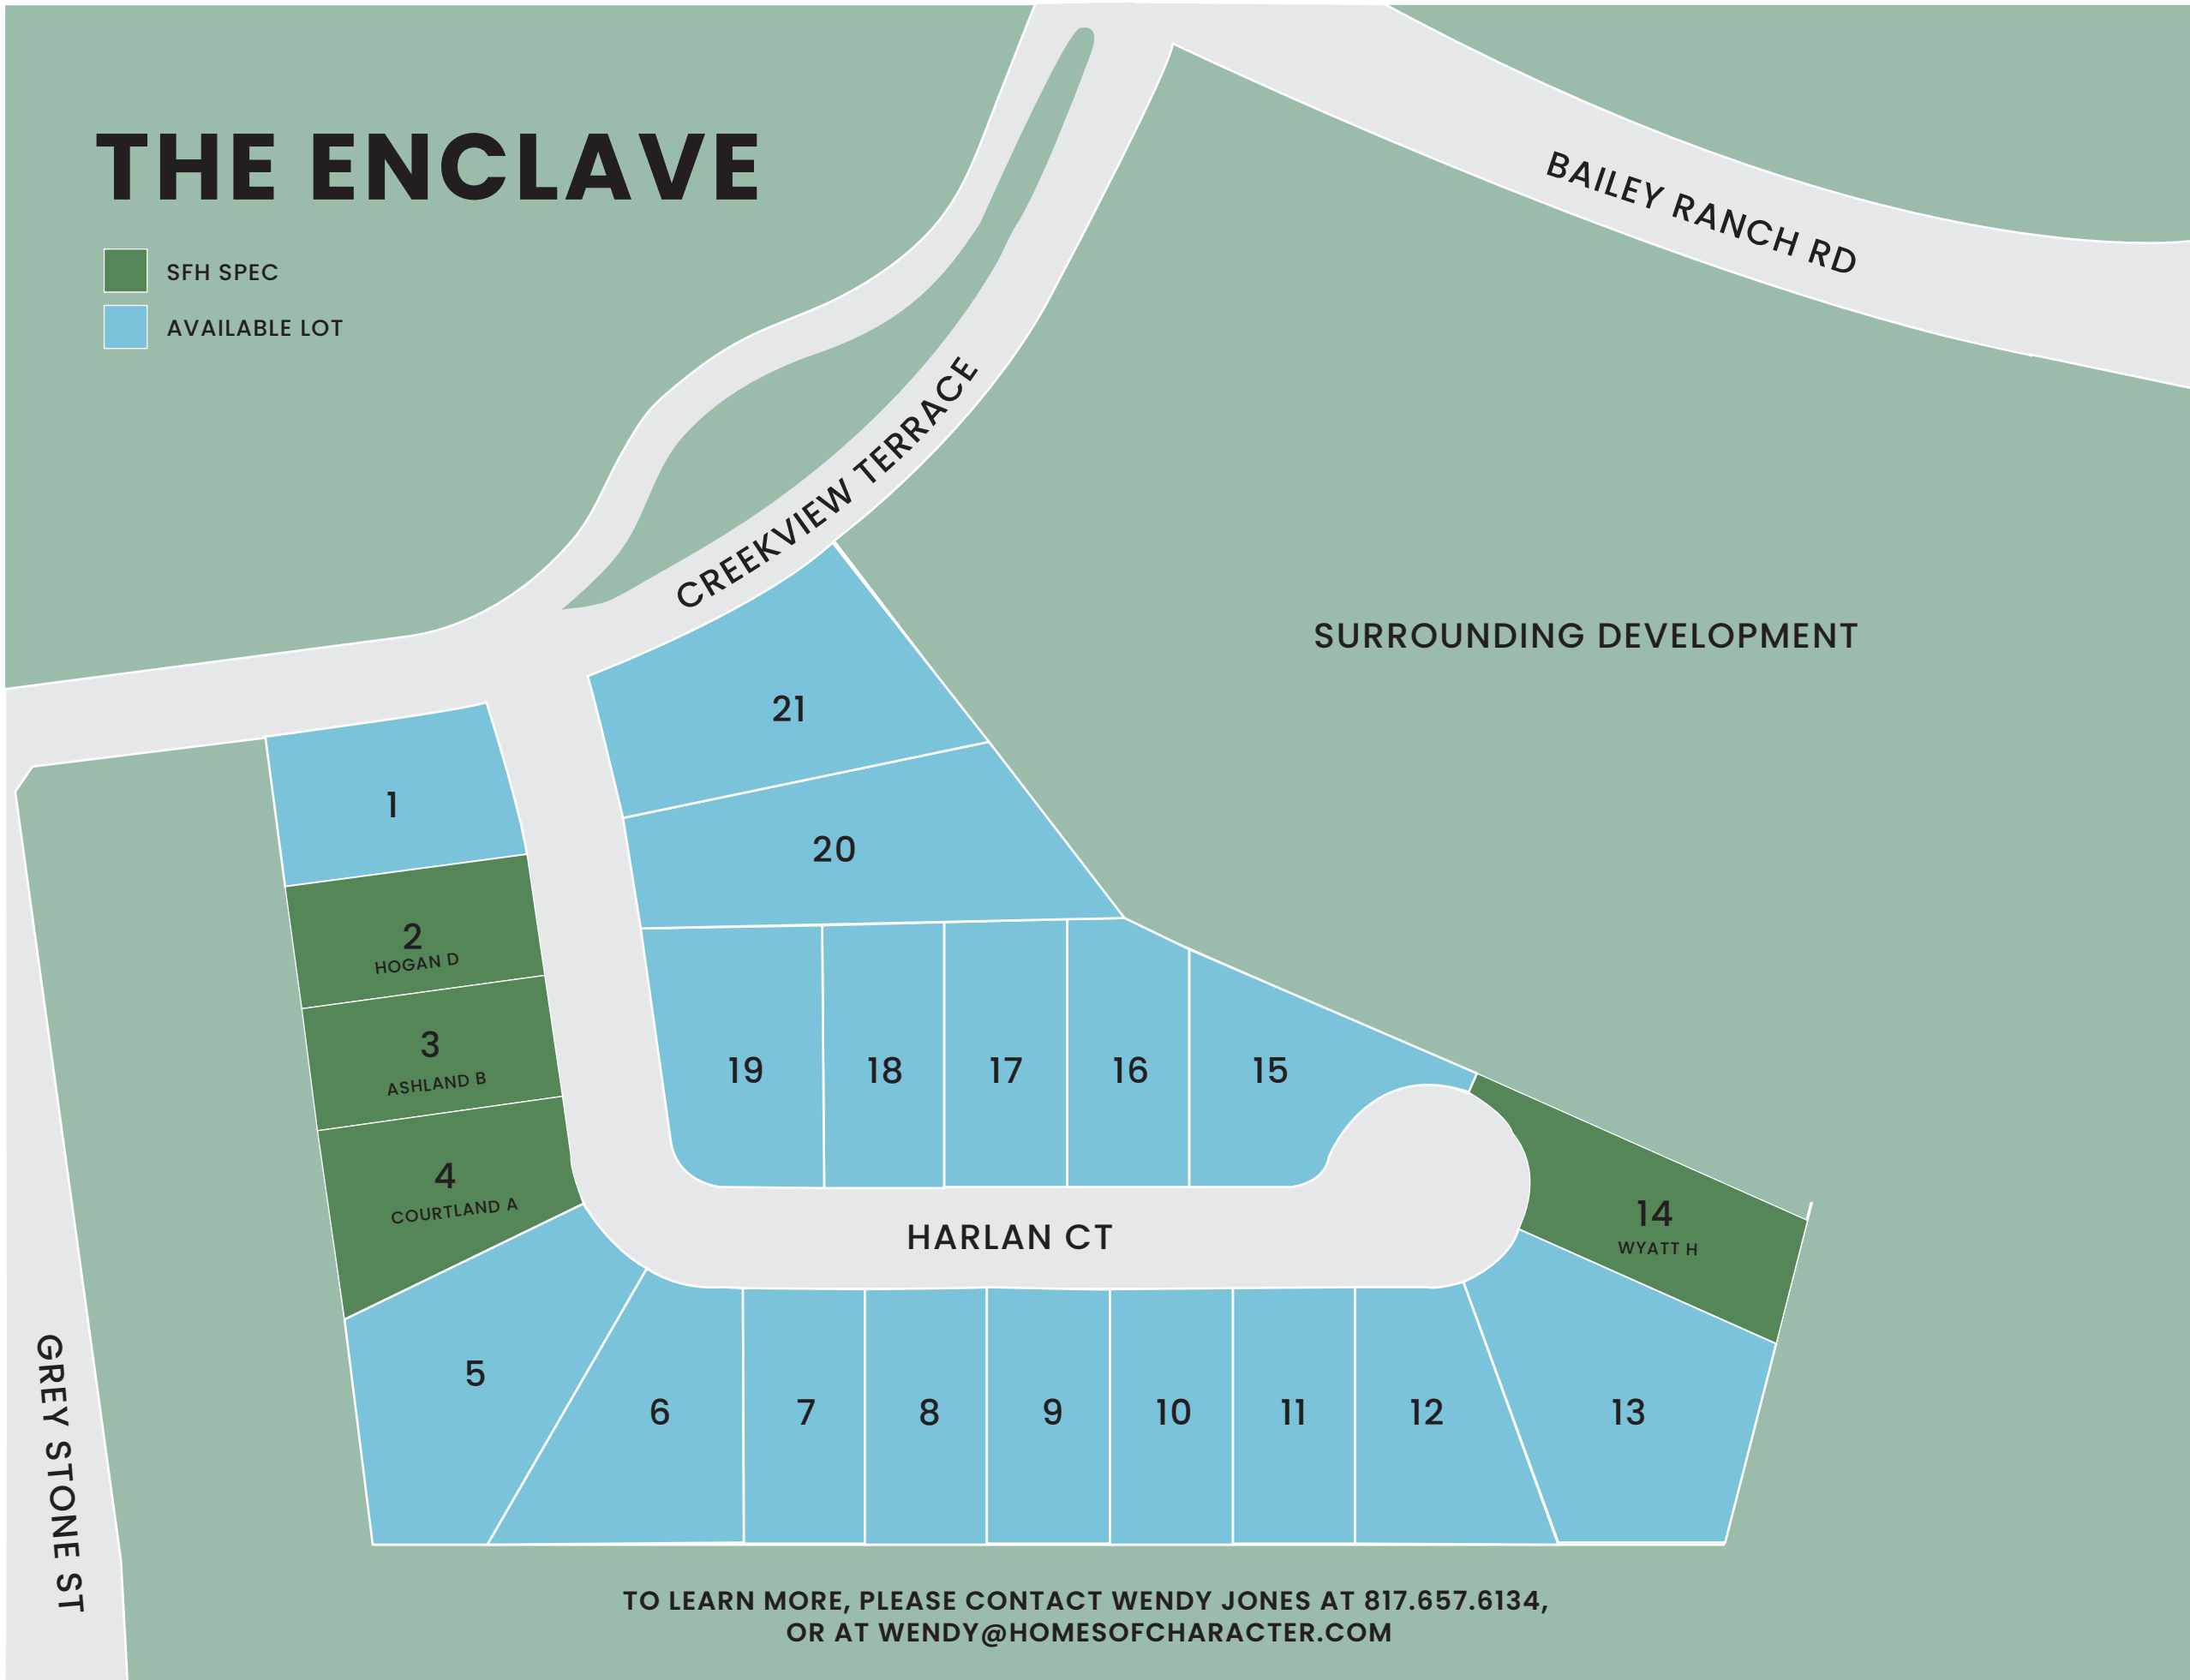 THE ENCLAVE
SFH SPEC
AVAILABLE LOT
BAILEY RANCH RD
CREEKVIEW TERRACE
SURROUNDING DEVELOPMENT
21
1
20
2
HOGAN D
3
ASHLAND B
19
18
17
16
15
4
COURTLAND A
14
WYATT H
HARLAN CT
5
6
7
8
9
10
11
12
13
GREY STONE ST
TO LEARN MORE, PLEASE CONTACT WENDY JONES AT 817.657.6134,
OR AT WENDY@HOMESOFCHARACTER.COM